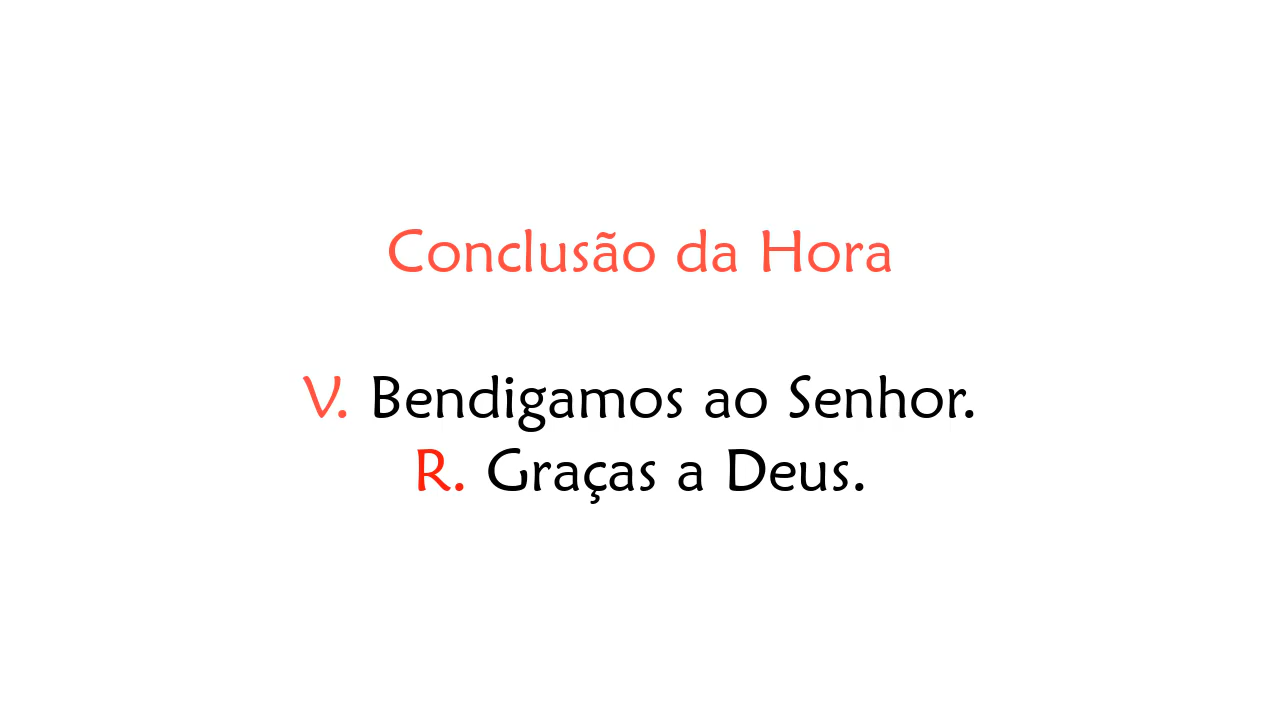 Conclusão da Hora
V. Bendigamos ao Senhor.
R. Graças a Deus.